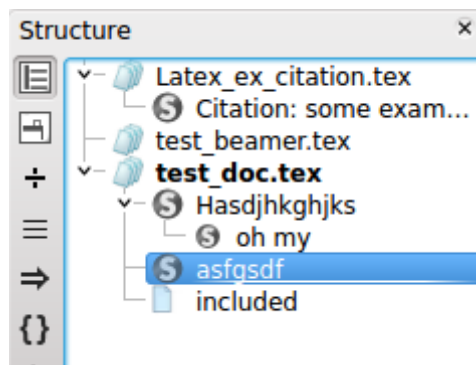 Structure
Latex_ex_citation.tex
Citation: some exam...
test_beamer.tex
test_doc.tex
Hasdjhkghjks
oh my
asfgsdf
included